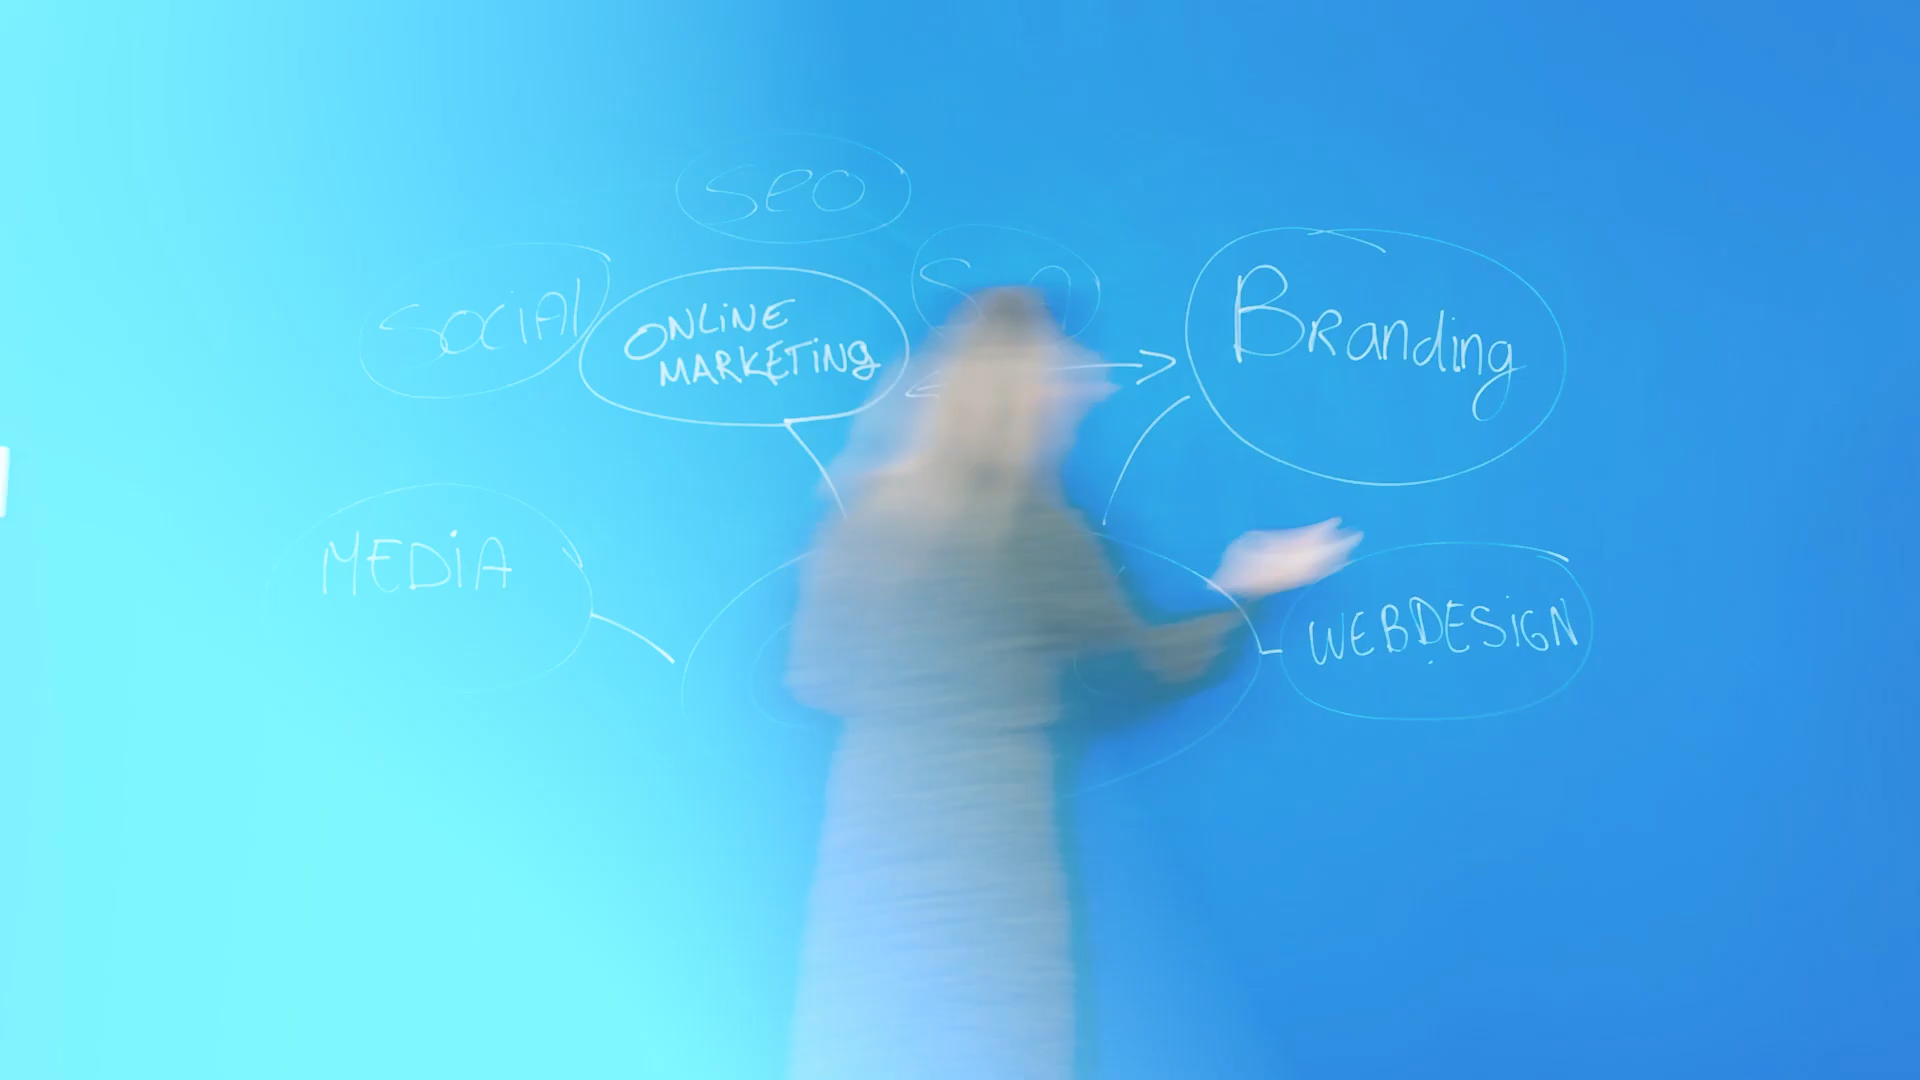 SEO
SOCIAL
ONLINE
MARKETING
Branding
MEDIA
WEBDESIGN